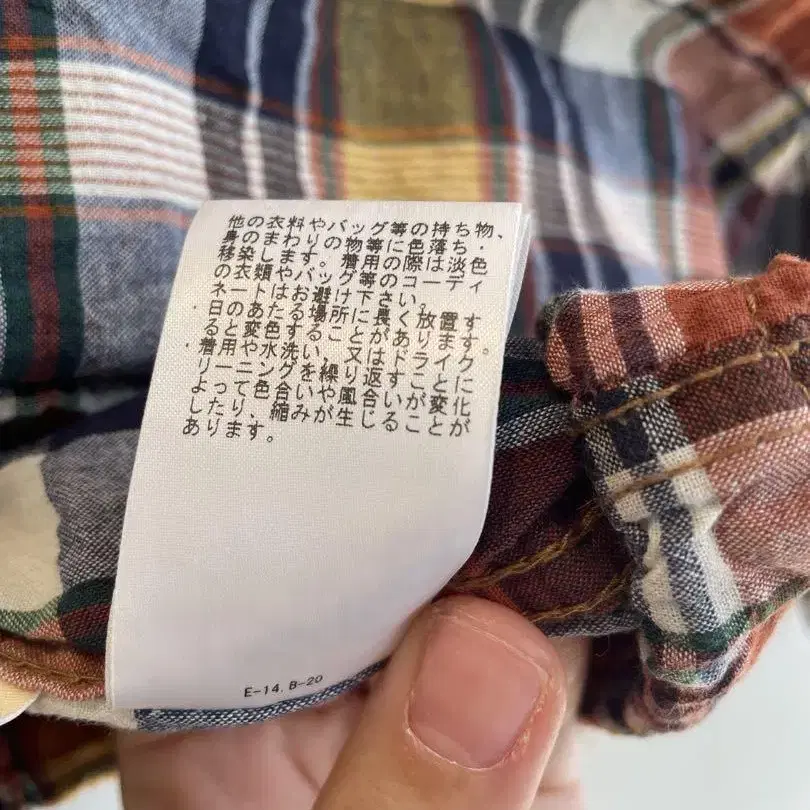 他の衣料やバッグ等の持ち物、
身のまわりの物等に色落ち・
移染します。着用の際は淡色
の衣類やバッグ等のコーディ
ネートはお避け下さい。
・日のあたる場所に長く放置す
ると変色することがあります。
・着用や水洗い、又はドライク
リーニングを繰り返すことに
よって色合いや風合いが変化
したり、縮みが生じることが
あります。
E-14. B-20